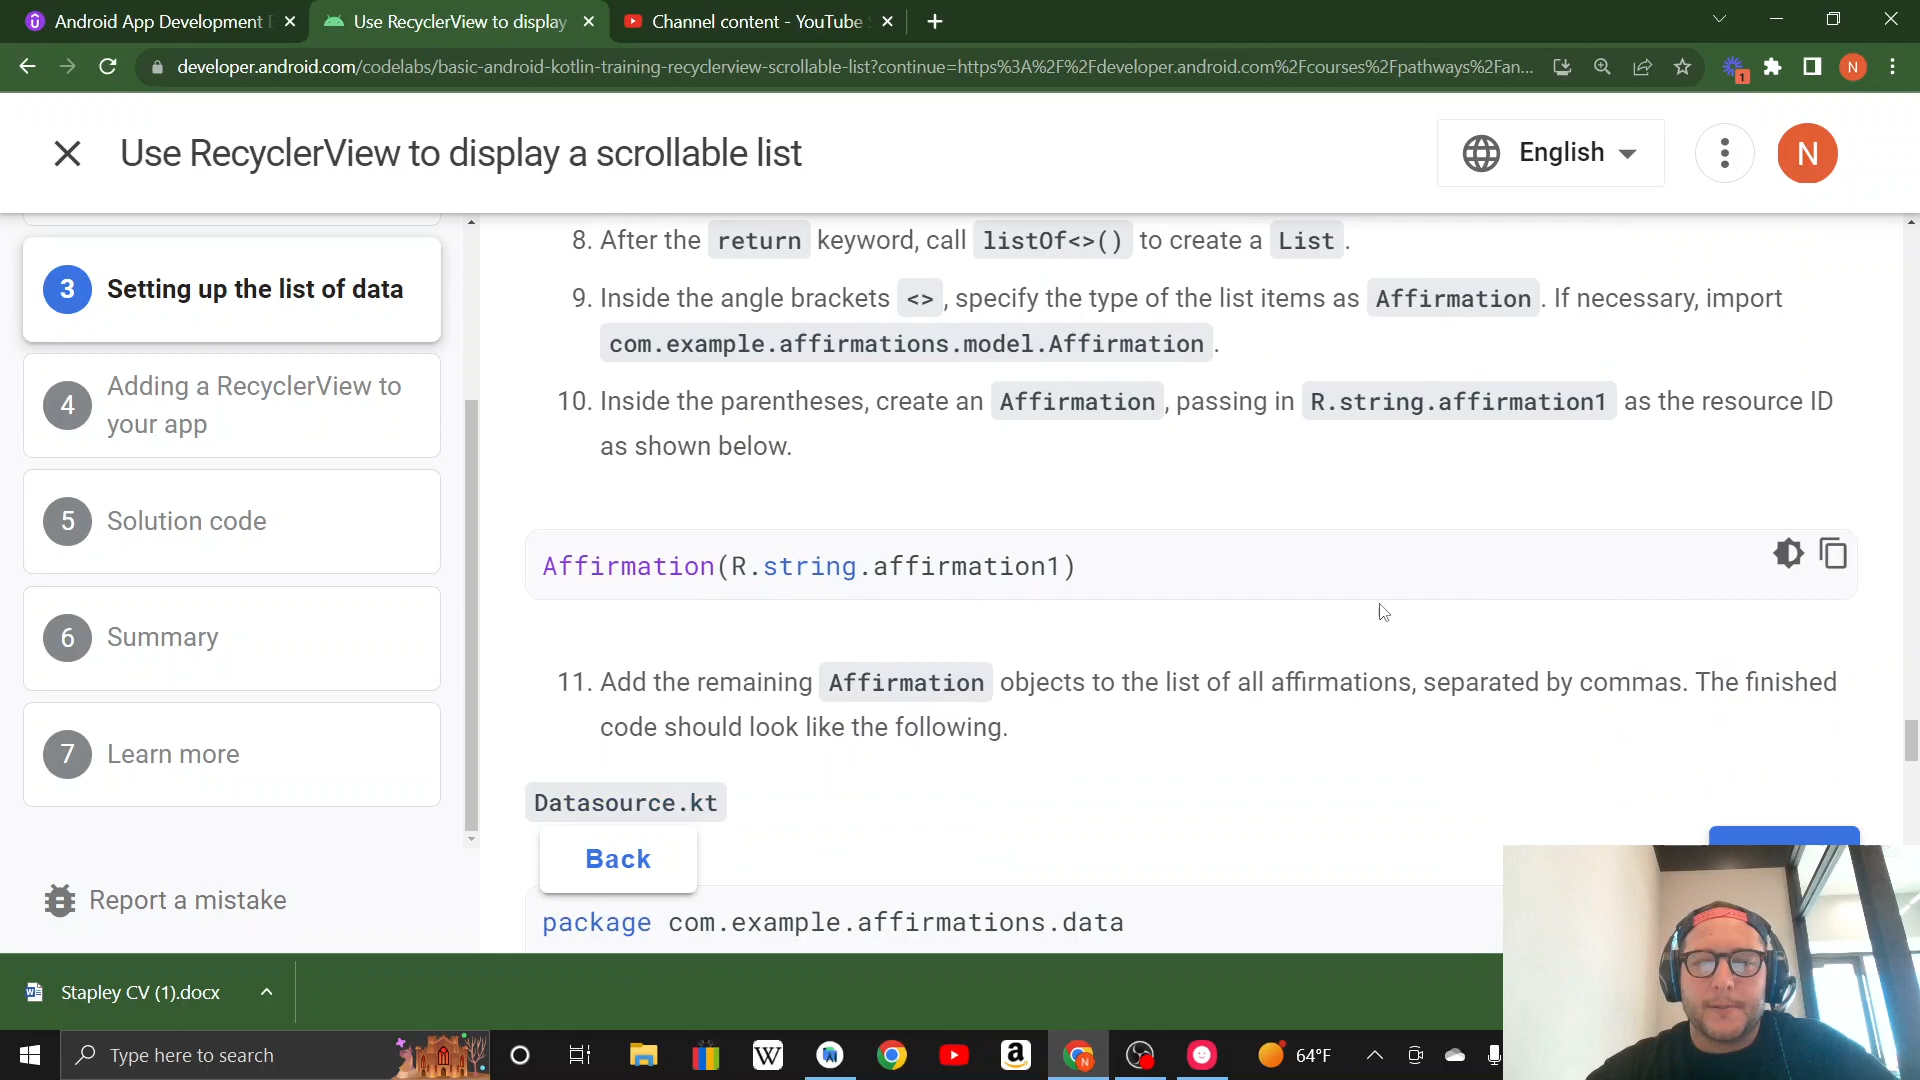 Android App Development
Use RecyclerView to display
Channel content - YouTube
developer.android.com/codelabs/basic-android-kotlin-training-recyclerview-scrollable-list?continue=https%3A%2F%2Fdeveloper.android.com%2Fcourses%2Fpathways%2Fan...
1
N
Use RecyclerView to display a scrollable list
English
N
3 Setting up the list of data
4 Adding a RecyclerView to
your app
5 Solution code
6 Summary
7 Learn more
Report a mistake
8. After the return keyword, call listOf<>() to create a List.
9. Inside the angle brackets <>, specify the type of the list items as Affirmation. If necessary, import
com.example.affirmations.model.Affirmation.
10. Inside the parentheses, create an Affirmation, passing in R.string.affirmation1 as the resource ID
as shown below.
Affirmation(R.string.affirmation1)
11. Add the remaining Affirmation objects to the list of all affirmations, separated by commas. The finished
code should look like the following.
Datasource.kt
Back
package com.example.affirmations.data
Stapley CV (1).docx
Type here to search
W
a
N
64°F